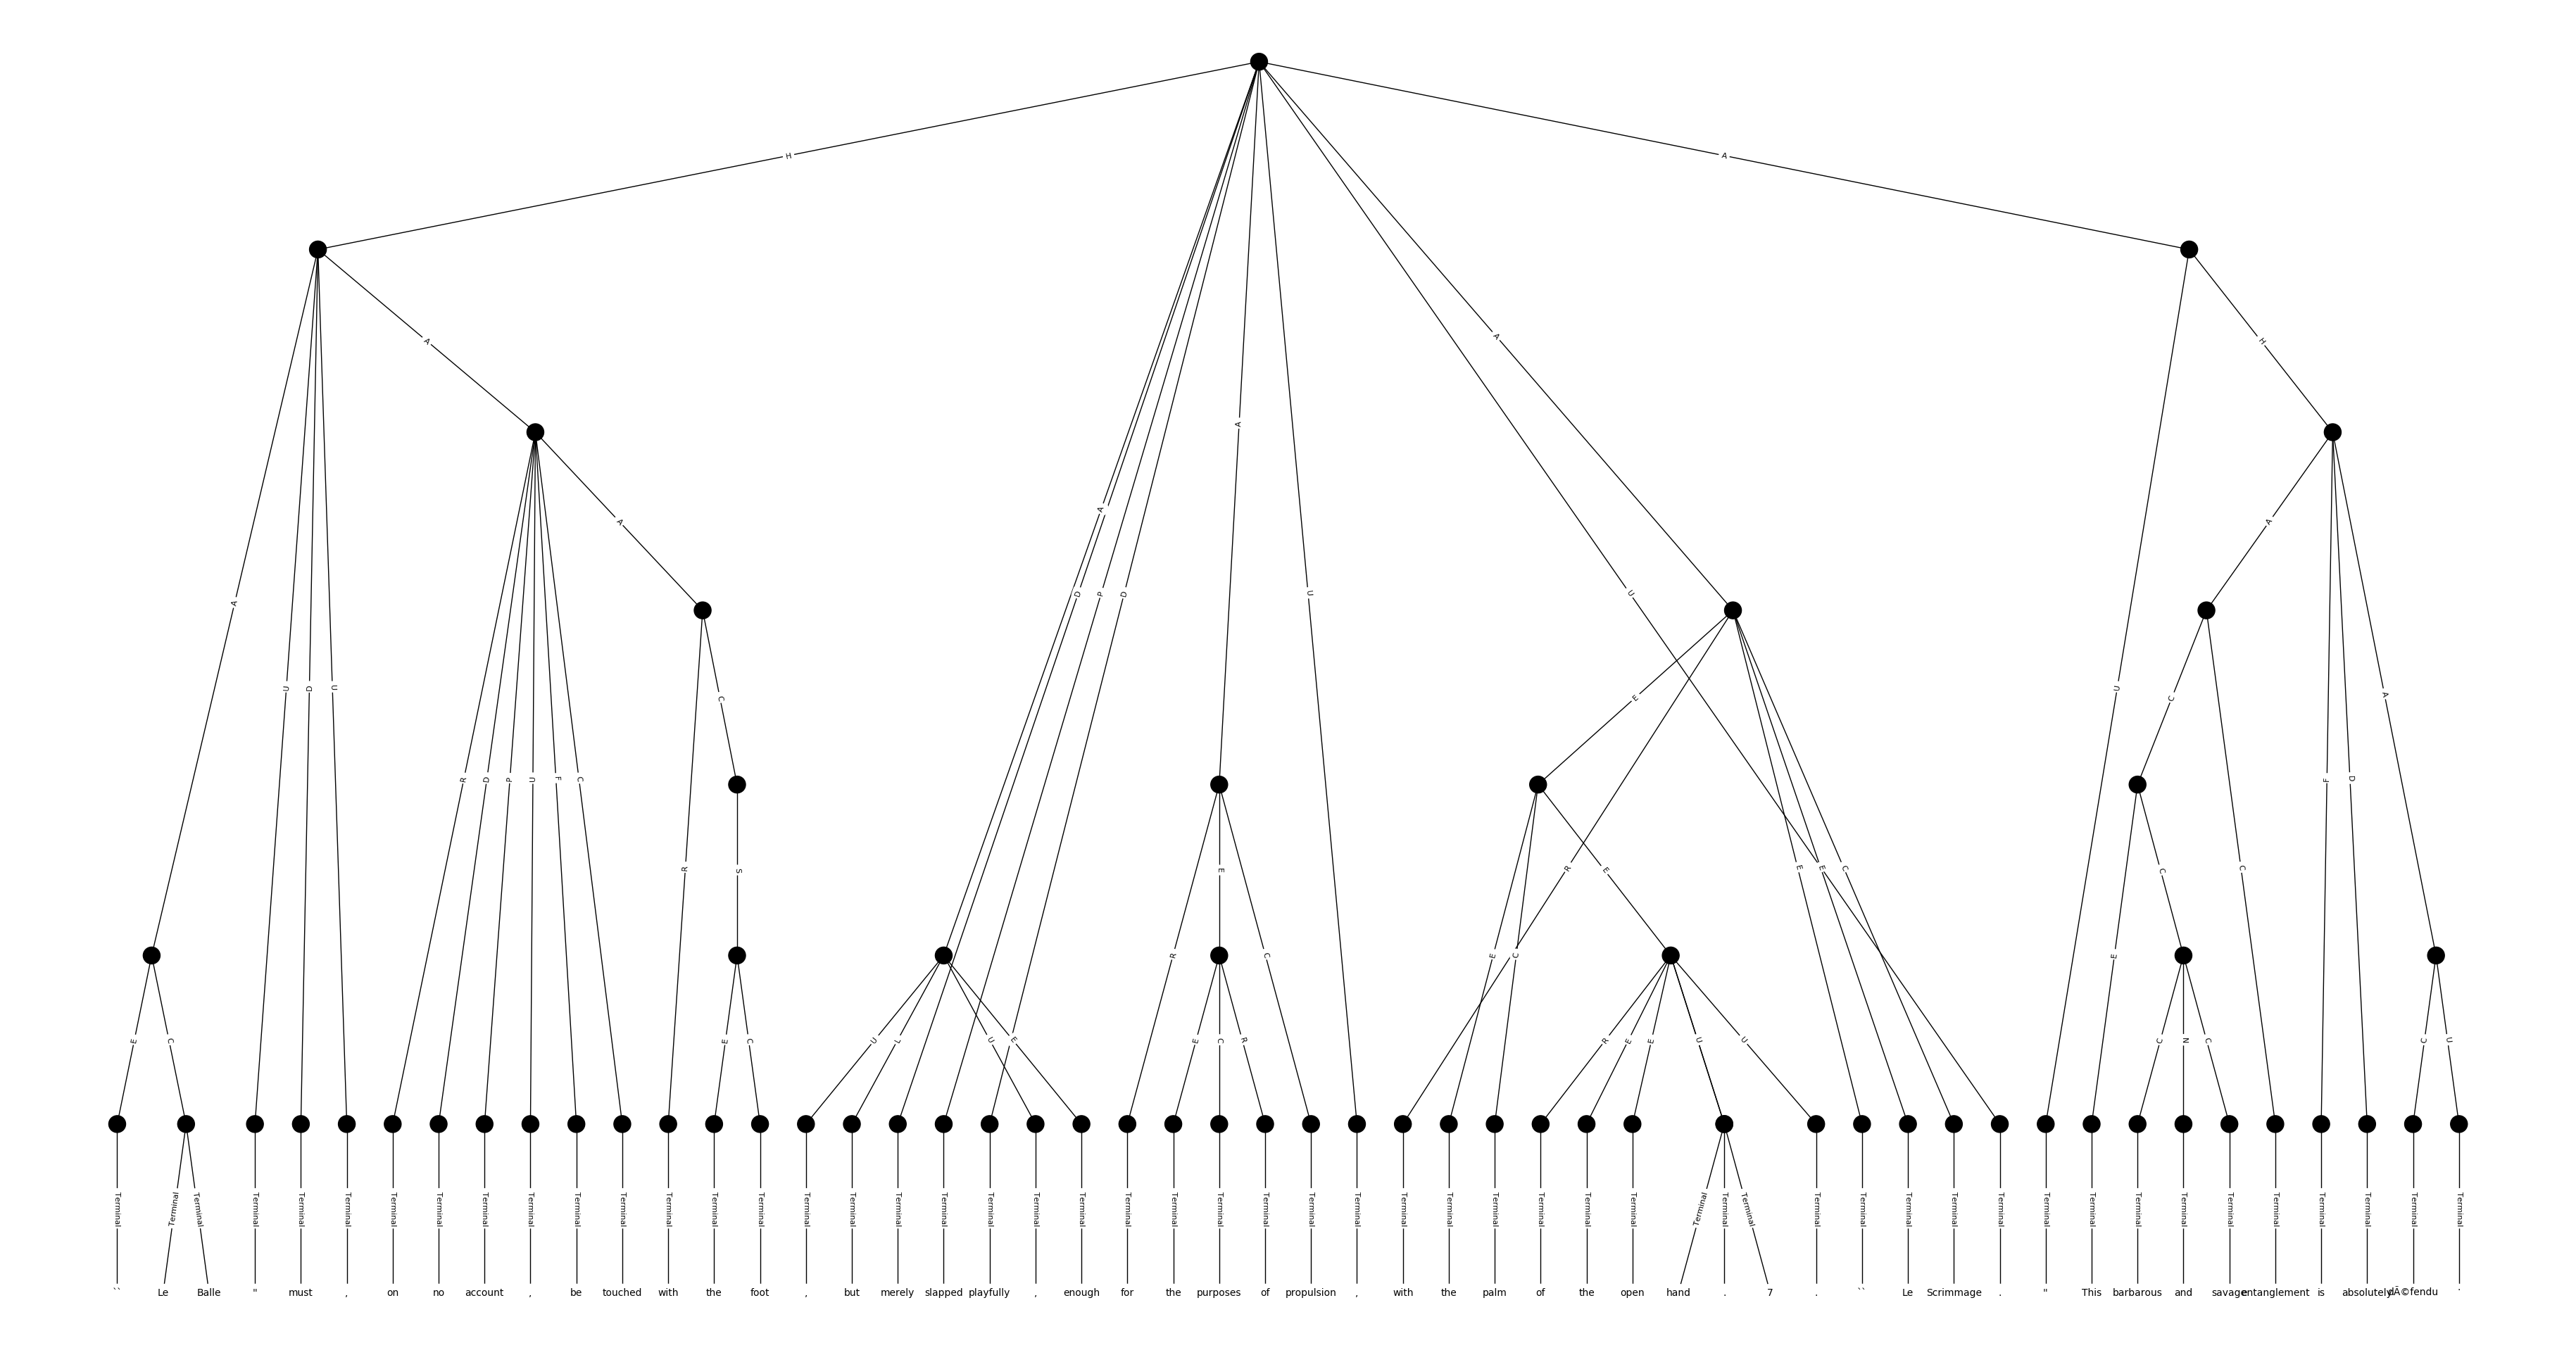 H A
A A H
A
A A
A
A U D P D U U
U D U C E A
R D P U F C C U C F D
R S R E E E E C C
E E R C E C C
E C E C U L U E E C R R E E U U C N C C U
Terminal Terminal Terminal Terminal Terminal Terminal Terminal Terminal Terminal Terminal Terminal Terminal Terminal Terminal Terminal Terminal Terminal Terminal Terminal Terminal Terminal Terminal Terminal Terminal Terminal Terminal Terminal Terminal Terminal Terminal Terminal Terminal Terminal Terminal Terminal Terminal Terminal Terminal Terminal Terminal Terminal Terminal Terminal Terminal Terminal Terminal Terminal Terminal Terminal Terminal Terminal Terminal
`` Le Balle " must , on no account , be touched with the foot , but merely slapped playfully , enough for the purposes of propulsion , with the palm of the open hand . 7 . `` Le Scrimmage . " This barbarous and savage entanglement is absolutely dÃ©fendu .